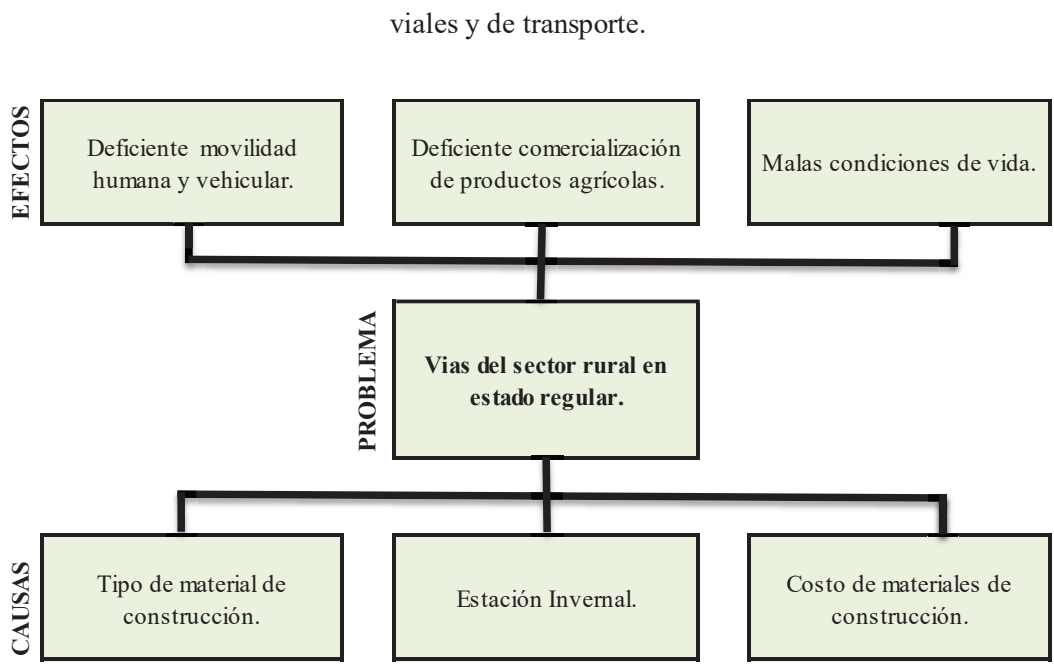 viales y de transporte.
EFECTOS
Deficiente movilidad
humana y vehicular.
Deficiente comercialización
de productos agrícolas.
Malas condiciones de vida.
PROBLEMA
Vias del sector rural en
estado regular.
CAUSAS
Tipo de material de
construcción.
Estación Invernal.
Costo de materiales de
construcción.